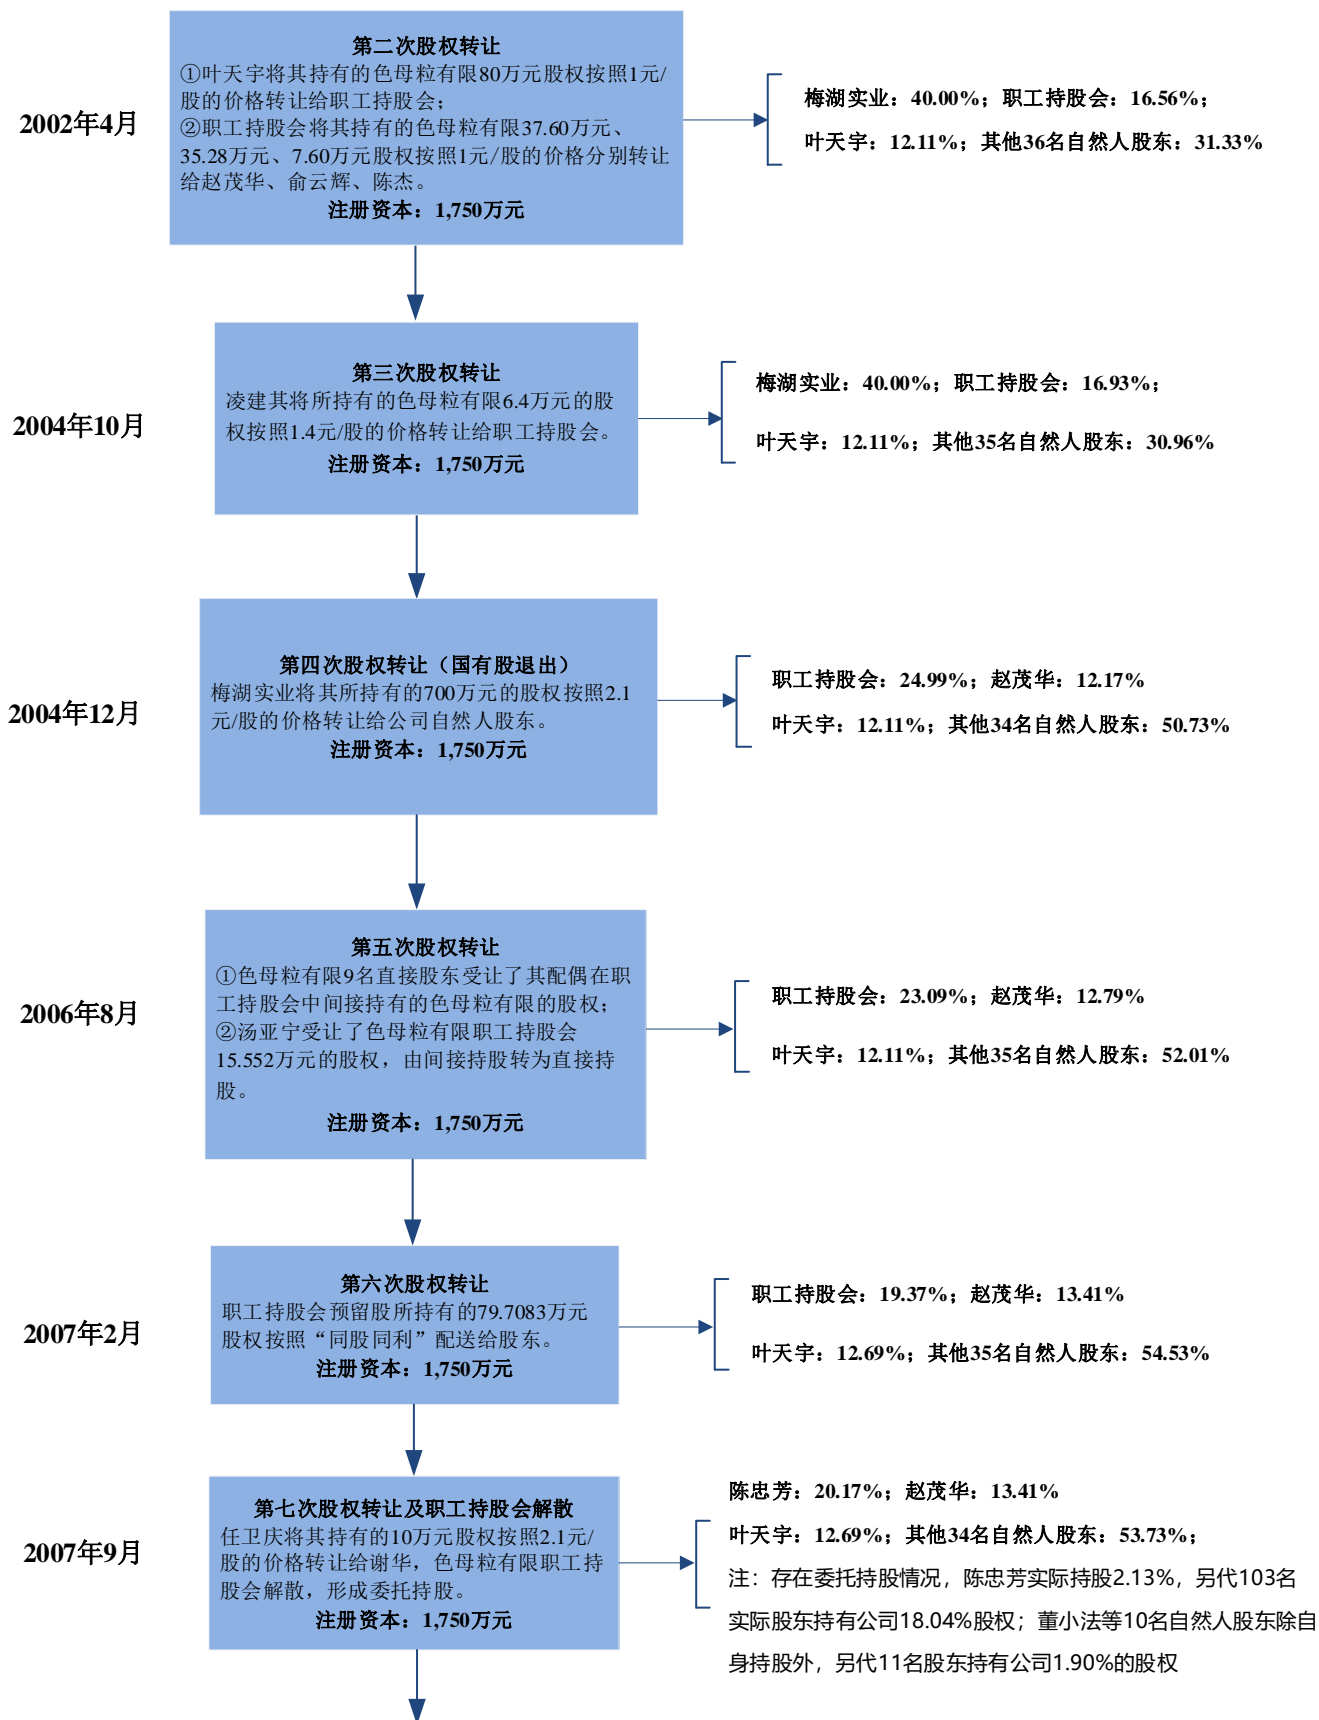 2002年4月
第二次股权转让
①叶天宇将其持有的色母粒有限80万元股权按照1元/
股的价格转让给职工持股会；
②职工持股会将其持有的色母粒有限37.60万元、
35.28万元、7.60万元股权按照1元/股的价格分别转让
给赵茂华、俞云辉、陈杰。
注册资本：1,750万元
梅湖实业：40.00%；职工持股会：16.56%；
叶天宇：12.11%；其他36名自然人股东：31.33%
2004年10月
第三次股权转让
凌建其将所持有的色母粒有限6.4万元的股
权按照1.4元/股的价格转让给职工持股会。
注册资本：1,750万元
梅湖实业：40.00%；职工持股会：16.93%；
叶天宇：12.11%；其他35名自然人股东：30.96%
2004年12月
第四次股权转让（国有股退出）
梅湖实业将其所持有的700万元的股权按照2.1
元/股的价格转让给公司自然人股东。
注册资本：1,750万元
职工持股会：24.99%；赵茂华：12.17%
叶天宇：12.11%；其他34名自然人股东：50.73%
2006年8月
第五次股权转让
①色母粒有限9名直接股东受让了其配偶在职
工持股会中间接持有的色母粒有限的股权；
②汤亚宁受让了色母粒有限职工持股会
15.552万元的股权，由间接持股转为直接持
股。
注册资本：1,750万元
职工持股会：23.09%；赵茂华：12.79%
叶天宇：12.11%；其他35名自然人股东：52.01%
2007年2月
第六次股权转让
职工持股会预留股所持有的79.7083万元
股权按照“同股同利”配送给股东。
注册资本：1,750万元
职工持股会：19.37%；赵茂华：13.41%
叶天宇：12.69%；其他35名自然人股东：54.53%
2007年9月
第七次股权转让及职工持股会解散
任卫庆将其持有的10万元股权按照2.1元/
股的价格转让给谢华，色母粒有限职工持
股会解散，形成委托持股。
注册资本：1,750万元
陈忠芳：20.17%；赵茂华：13.41%
叶天宇：12.69%；其他34名自然人股东：53.73%；
注：存在委托持股情况，陈忠芳实际持股2.13%，另代103名
实际股东持有公司18.04%股权；董小法等10名自然人股东除自
身持股外，另代11名股东持有公司1.90%的股权